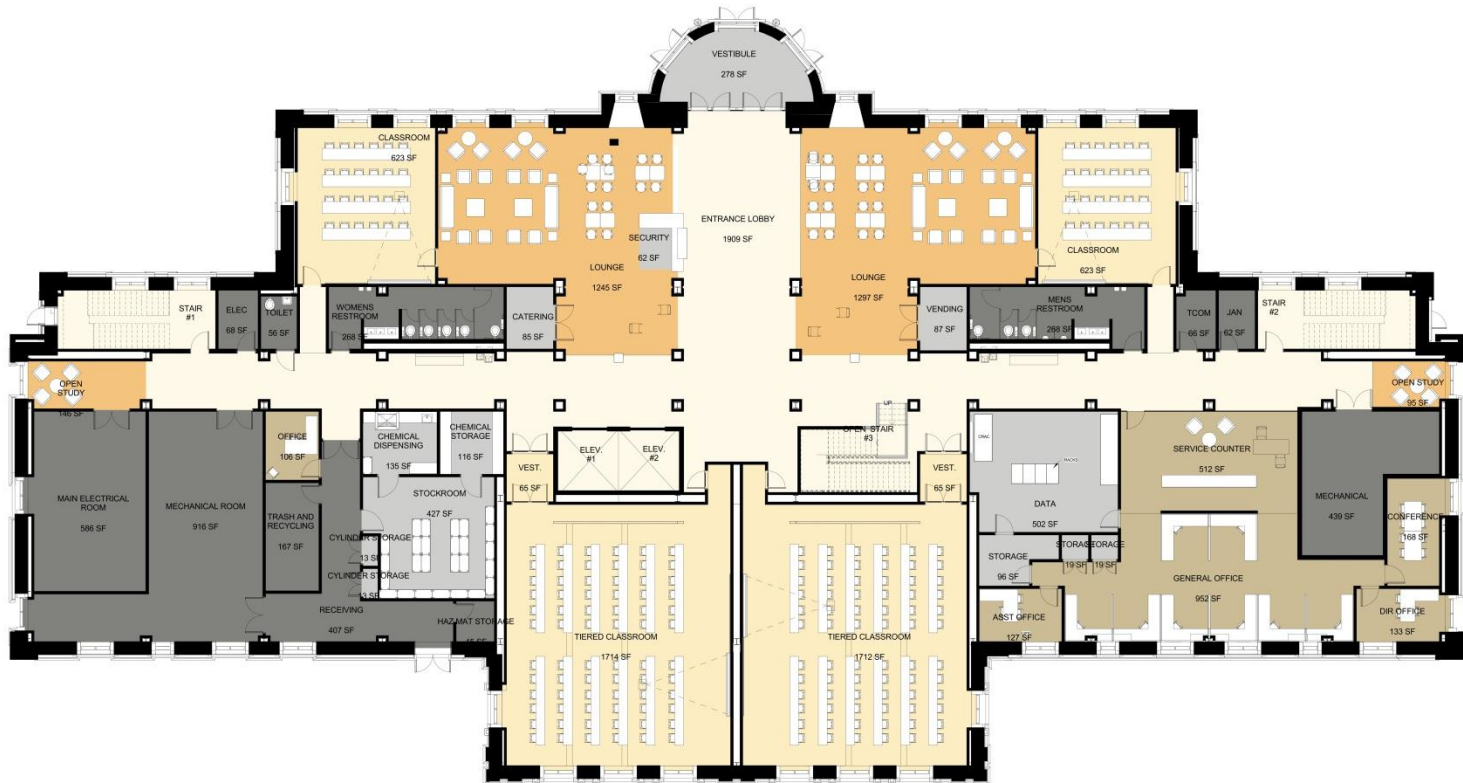 VESTIBULE
278 SF
CLASSROOM
623 SF
ENTRANCE LOBBY
1909 SF
SECURITY
62 SF
LOUNGE
1245 SF
LOUNGE
1297 SF
CLASSROOM
623 SF
STAIR
#1
ELEC
68 SF
TOILET
56 SF
WOMENS
RESTROOM
268 SF
CATERING
85 SF
VENDING
87 SF
MENS
RESTROOM
268 SF
TCOM
66 SF
JAN
62 SF
STAIR
#2
OPEN
STUDY
146 SF
OPEN STUDY
95 SF
OFFICE
106 SF
CHEMICAL
DISPENSING
135 SF
CHEMICAL
STORAGE
116 SF
ELEV.
#1
ELEV.
#2
UP
OPEN STAIR
#3
VEST.
65 SF
VEST.
65 SF
CRAC
RACKS
DATA
502 SF
SERVICE COUNTER
512 SF
MECHANICAL
439 SF
CONFERENCE
168 SF
MAIN ELECTRICAL
ROOM
586 SF
MECHANICAL ROOM
916 SF
TRASH AND
RECYCLING
167 SF
STOCKROOM
427 SF
CYLINDER STORAGE
13 SF
CYLINDER STORAGE
13 SF
RECEIVING
407 SF
HAZ MAT STORAGE
15 SF
TIERED CLASSROOM
1714 SF
TIERED CLASSROOM
1712 SF
STORAGE
96 SF
STORAGE
19 SF
STORAGE
19 SF
GENERAL OFFICE
952 SF
ASST OFFICE
127 SF
DIR OFFICE
133 SF